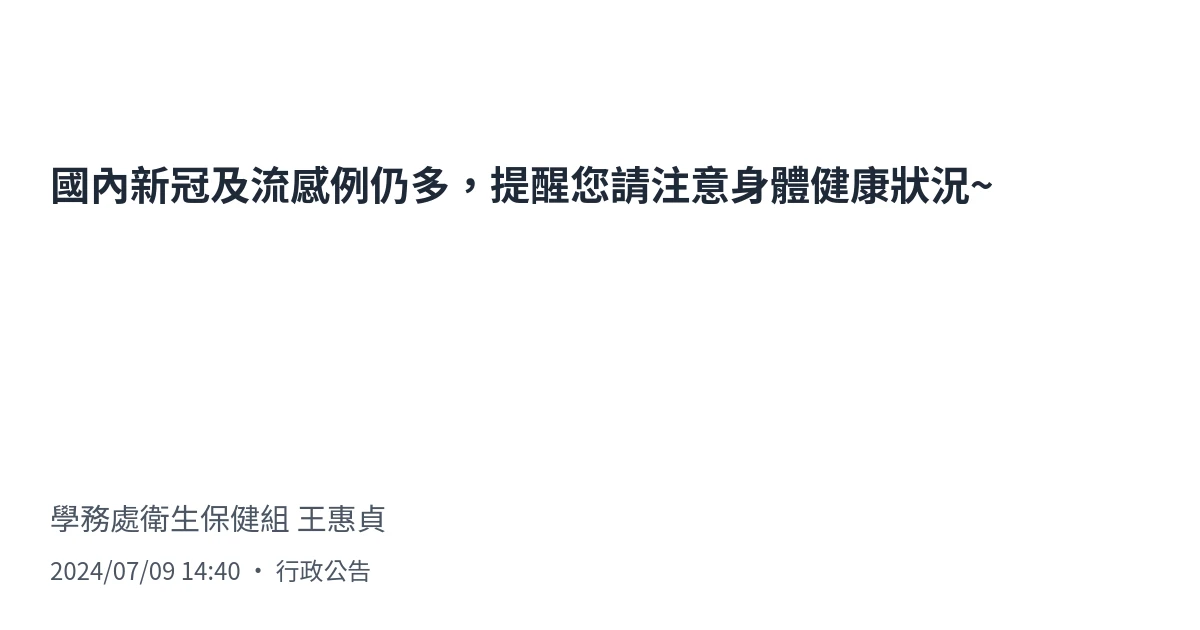 國內新冠及流感例仍多，提醒您請注意身體健康狀況~
學務處衛生保健組 王惠貞
2024/07/09 14:40 • 行政公告